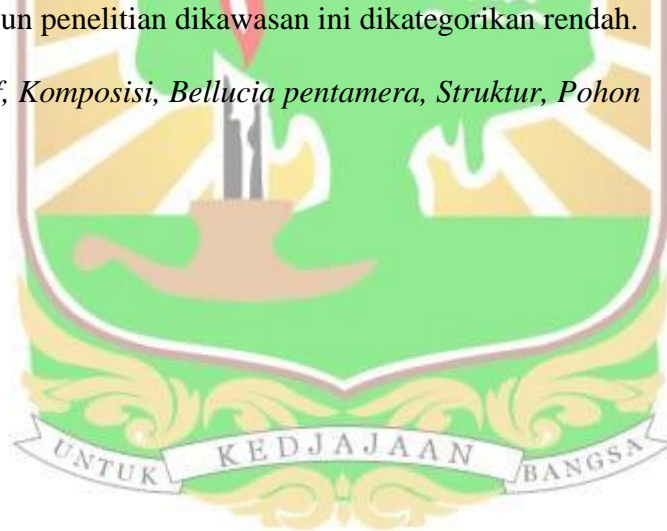 un penelitian dikawasan ini dikategorikan rendah.
Komposisi, Bellucia pentamera, Struktur, Pohon
UNTUK KEDJAJAAN BANGSA